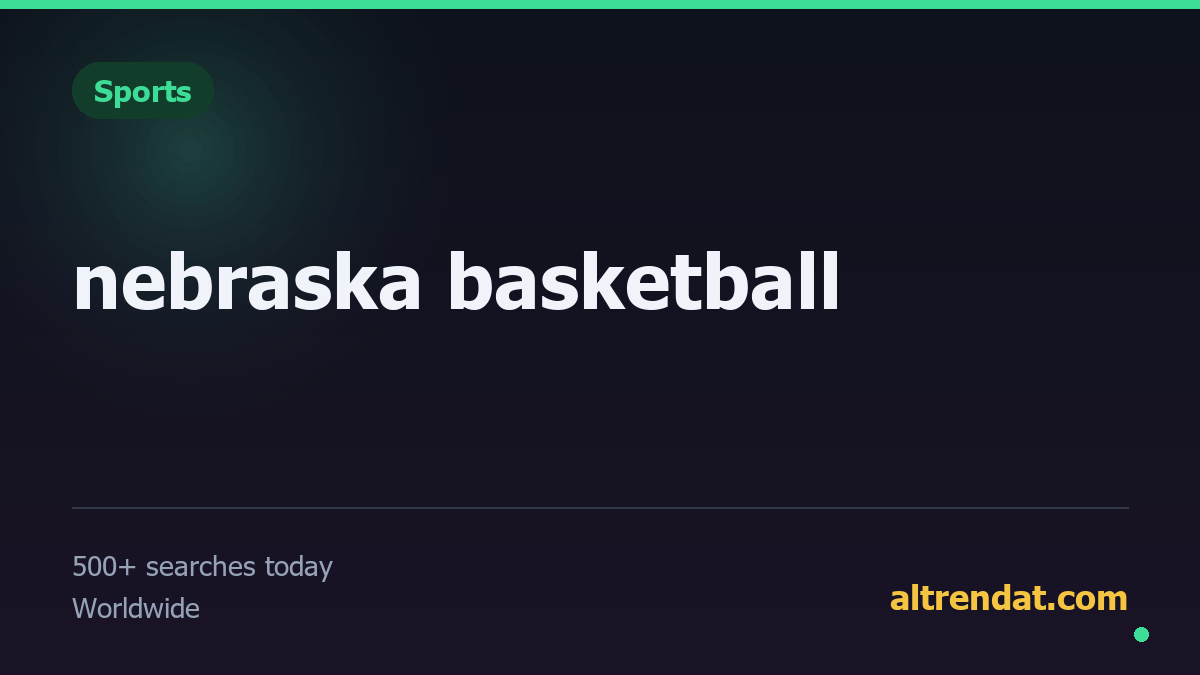 Sports
nebraska basketball
500+ searches today
Worldwide
altrendat.com